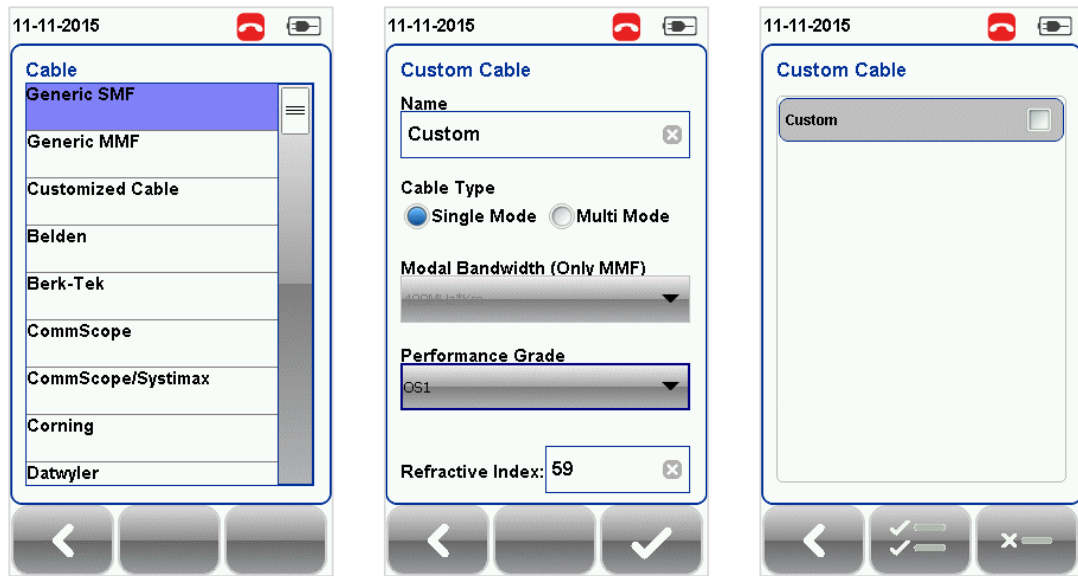 11-11-2015
Cable
Generic SMF
Generic MMF
Customized Cable
Belden
Berk-Tek
CommScope
CommScope/Systimax
Corning
Datwyler
11-11-2015
Custom Cable
Name
Custom
Cable Type
Single Mode Multi Mode
Modal Bandwidth (Only MMF)
Performance Grade
OS1
Refractive Index: 59
11-11-2015
Custom Cable
Custom